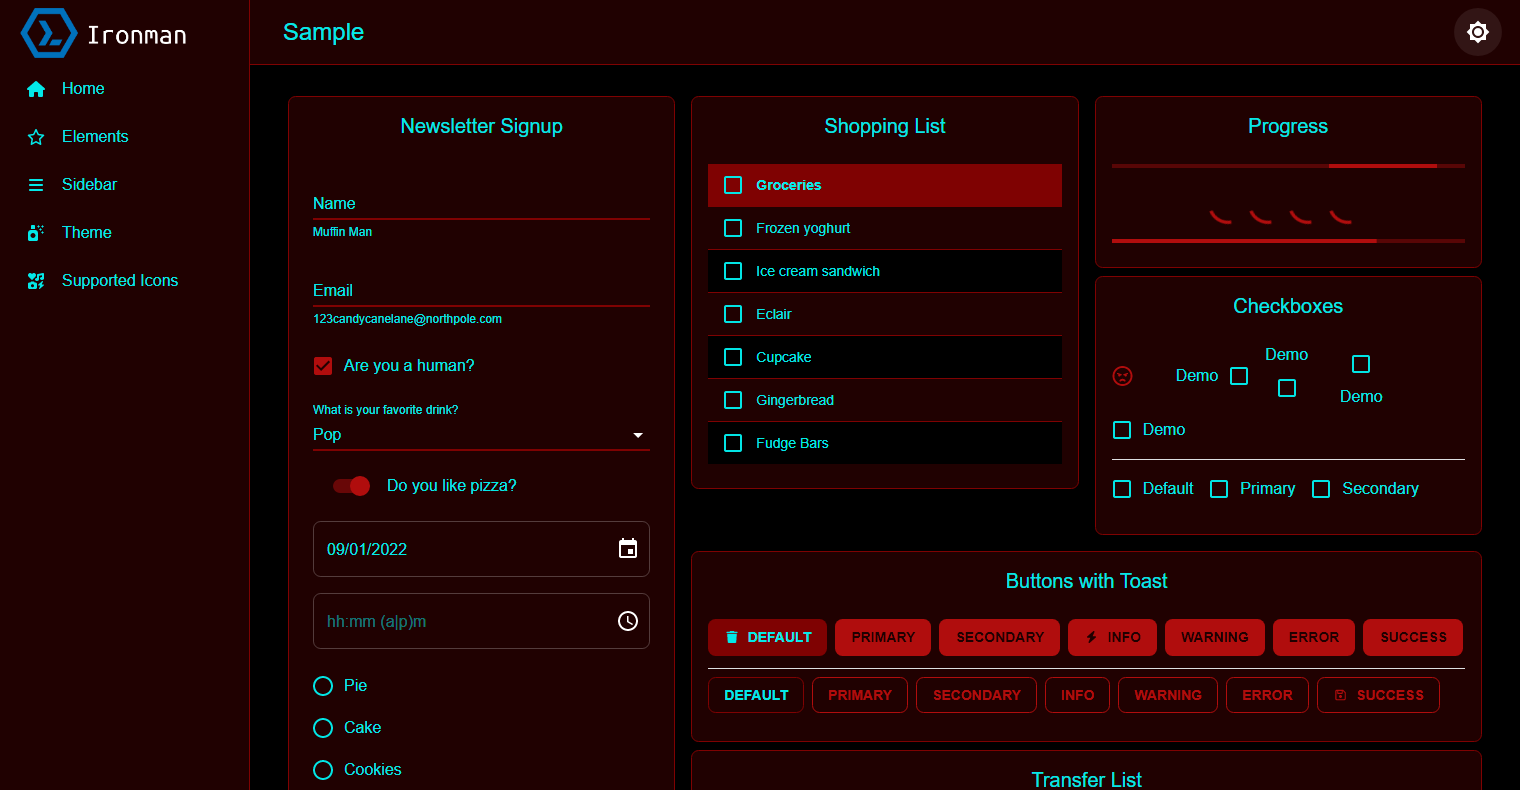 Ironman
Home
Elements
Sidebar
Theme
Supported Icons
Sample
Newsletter Signup
Name
Muffin Man
Email
123candycanelane@northpole.com
Are you a human?
What is your favorite drink?
Pop
Do you like pizza?
09/01/2022
hh:mm (a|p)m
Pie
Cake
Cookies
Shopping List
Groceries
Frozen yoghurt
Ice cream sandwich
Eclair
Cupcake
Gingerbread
Fudge Bars
Progress
Checkboxes
Demo
Demo
Demo
Demo
Default Primary Secondary
Buttons with Toast
DEFAULT PRIMARY SECONDARY INFO WARNING ERROR SUCCESS
DEFAULT PRIMARY SECONDARY INFO WARNING ERROR SUCCESS
Transfer List